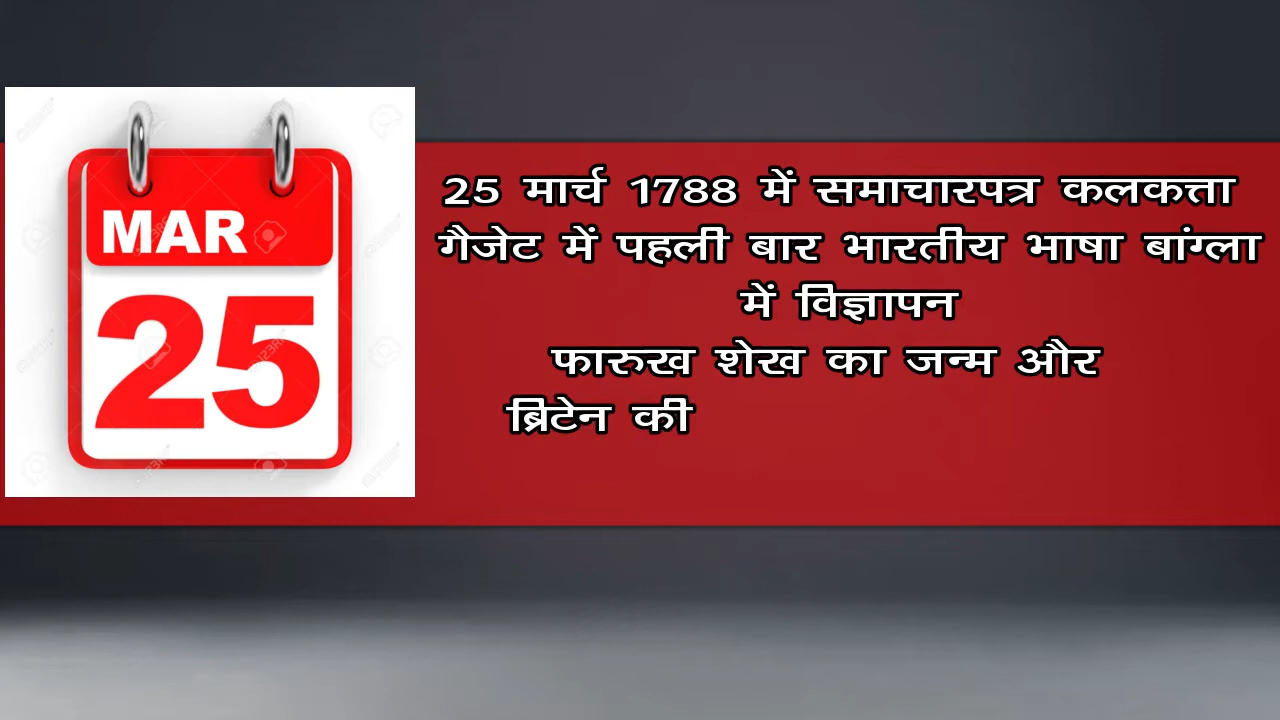 MAR
25
25 मार्च 1788 में समाचारपत्र कलकत्ता
गैजेट में पहली बार भारतीय भाषा बांग्ला
में विज्ञापन
फारुख शेख का जन्म और
ब्रिटेन की